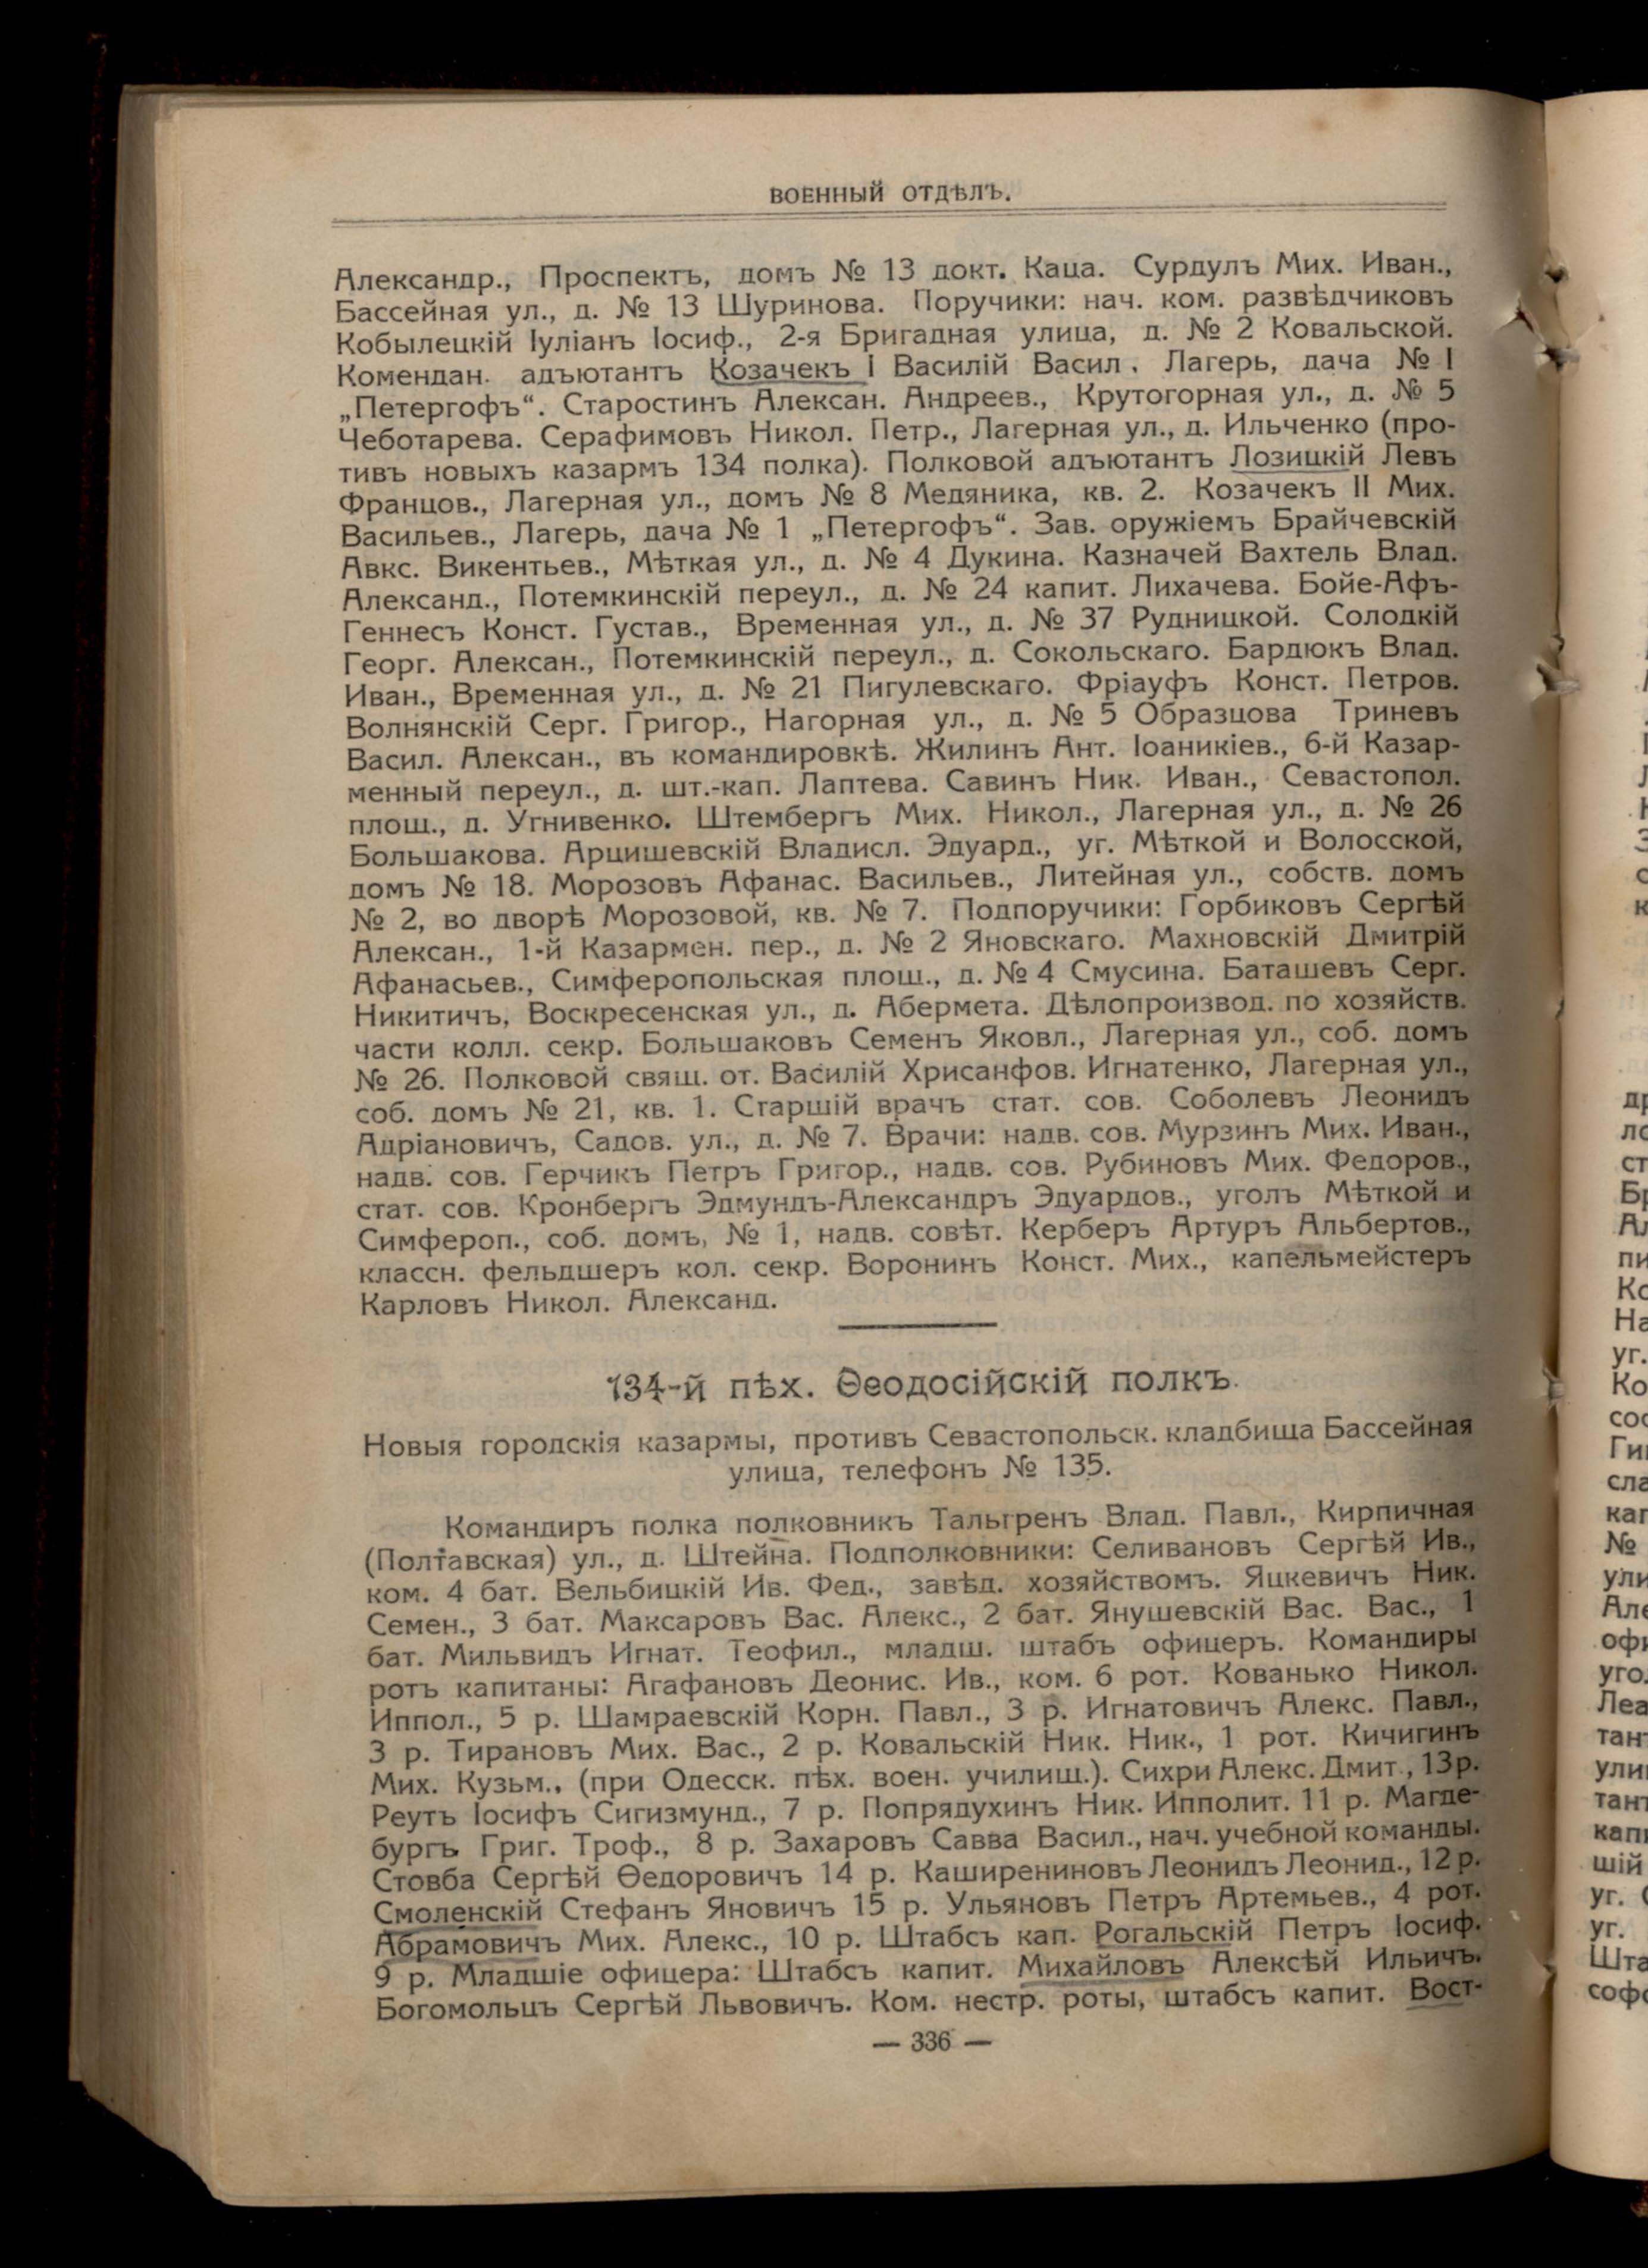 ВОЕННЫЙ ОТДѢЛЪ.
Александр., Проспектъ, домъ № 13 докт. Каца. Сурдулъ Мих. Иван.,
Бассейная ул., д. № 13 Шуринова. Поручики: нач. ком. развѣдчиковъ
Кобылецкій Іуліанъ Іосиф., 2-я Бригадная улица, д. № 2 Ковальской.
Комендан. адъютантъ Козачекъ I Василій Васил. Лагерь, дача № I
„Петергофъ“. Старостинъ Алексан. Андреев., Крутогорная ул., д. № 5
Чеботарева. Серафимовъ Никол. Петр., Лагерная ул., д. Ильченко (про-
тивъ новыхъ казармъ 134 полка). Полковой адъютантъ Лозицкій Левъ
Францов., Лагерная ул., домъ № 8 Медяника, кв. 2. Козачекъ II Мих.
Васильев., Лагерь, дача № 1 „Петергофъ“. Зав. оружіемъ Брайчевскій
Авкс. Викентьев., Мѣткая ул., д. № 4 Дукина. Казначей Вахтель Влад.
Александ., Потемкинскій переул., д. № 24 капит. Лихачева. Бойе-Афъ-
Геннесъ Конст. Густав., Временная ул., д. № 37 Рудницкой. Солодкій
Георг. Алексан., Потемкинскій переул., д. Сокольскаго. Бардюкъ Влад.
Иван., Временная ул., д. № 21 Пигулевскаго. Фріауфъ Конст. Петров.
Волнянскій Серг. Григор., Нагорная ул., д. № 5 Образцова Триневъ
Васил. Алексан., въ командировкѣ. Жилинъ Ант. Іоаникіев., 6-й Казар-
менный переул., д. шт.-кап. Лаптева. Савинъ Ник. Иван., Севастопол.
площ., д. Угнивенко. Штембергъ Мих. Никол., Лагерная ул., д. № 26
Большакова. Арцишевскій Владисл. Эдуард., уг. Мѣткой и Волосской,
домъ № 18. Морозовъ Афанас. Васильев., Литейная ул., собств. домъ
№ 2, во дворѣ Морозовой, кв. № 7. Подпоручики: Горбиковъ Сергѣй
Алексан., 1-й Казармен. пер., д. № 2 Яновскаго. Махновскій Дмитрій
Афанасьев., Симферопольская площ., д. № 4 Смусина. Баташевъ Серг.
Никитичъ, Воскресенская ул., д. Абермета. Дѣлопроизвод. по хозяйств.
части колл. секр. Большаковъ Семенъ Яковл., Лагерная ул., соб. домъ
№ 26. Полковой свящ. от. Василій Хрисанфов. Игнатенко, Лагерная ул.,
соб. домъ № 21, кв. 1. Старшій врачъ стат. сов. Соболевъ Леонидъ
Адріановичъ, Садов. ул., д. № 7. Врачи: надв. сов. Мурзинъ Мих. Иван.,
надв. сов. Герчикъ Петръ Григор., надв. сов. Рубиновъ Мих. Федоров.,
стат. сов. Кронбергъ Эдмундъ-Александръ Эдуардов., уголъ Мѣткой и
Симфероп., соб. домъ, № 1, надв. совѣт. Керберъ Артуръ Альбертов.,
классн. фельдшеръ кол. секр. Воронинъ Конст. Мих., капельмейстеръ
Карловъ Никол. Александ.
134-й пѣх. Ѳеодосійскій полкъ.
Новыя городскія казармы, противъ Севастопольск. кладбища Бассейная
улица, телефонъ № 135.
Командиръ полка полковникъ Тальгренъ Влад. Павл., Кирпичная
(Полтавская) ул., д. Штейна. Подполковники: Селивановъ Сергѣй Ив.,
ком. 4 бат. Вельбицкій Ив. Фед., завѣд. хозяйствомъ. Яцкевичъ Ник.
Семен., 3 бат. Максаровъ Вас. Алекс., 2 бат. Янушевскій Вас. Вас., 1
бат. Мильвидъ Игнат. Теофил., младш. штабъ офицеръ. Командиры
ротъ капитаны: Агафановъ Деонис. Ив., ком. 6 рот. Кованько Никол.
Иппол., 5 р. Шамраевскій Корн. Павл., 3 р. Игнатовичъ Алекс. Павл.,
3 р. Тирановъ Мих. Вас., 2 р. Ковальскій Ник. Ник., 1 рот. Кичигинъ
Мих. Кузьм., (при Одесск. пѣх. воен. училищ.). Сихри Алекс. Дмит., 13 р.
Реутъ Іосифъ Сигизмунд., 7 р. Попрядухинъ Ник. Ипполит. 11 р. Магде-
бургъ Григ. Троф., 8 р. Захаровъ Савва Васил., нач. учебной команды.
Стовба Сергѣй Ѳедоровичъ 14 р. Кашириниковъ Леонидъ Леонид., 12 р.
Смоленскій Стефанъ Яновичъ 15 р. Ульяновъ Петръ Артемьев., 4 рот.
Абрамовичъ Мих. Алекс., 10 р. Штабсъ кап. Рогальскій Петръ Іосиф.
9 р. Младшіе офицера: Штабсъ капит. Михайловъ Алексѣй Ильичъ.
Богомольцъ Сергѣй Львовичъ. Ком. нестр. роты, штабсъ капит. Вост-
— 336 —